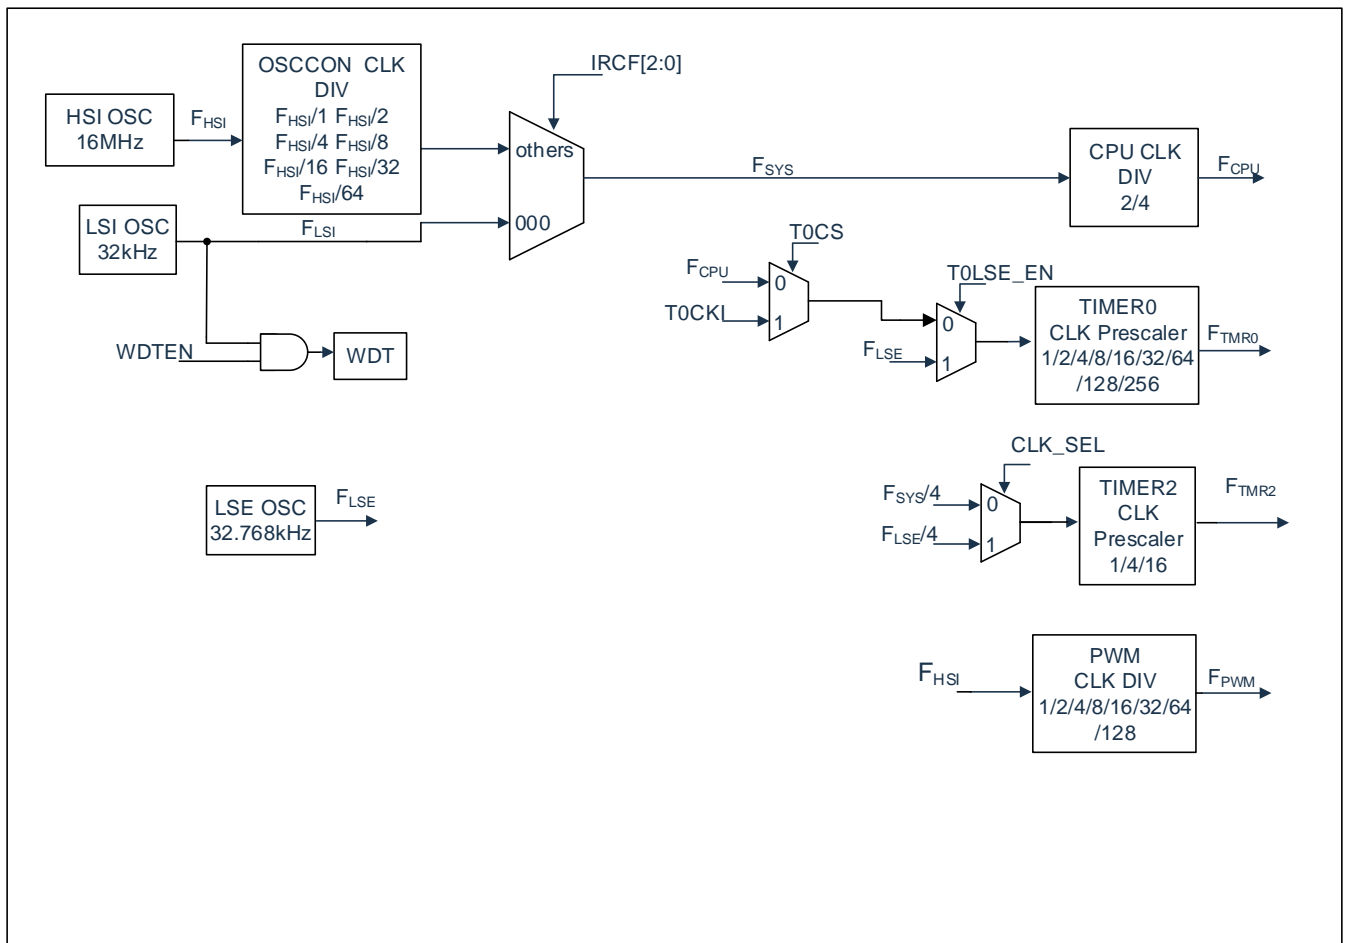 IRCF[2:0]
OSCCON CLK
DIV
FHSI/1 FHSI/2
FHSI/4 FHSI/8
FHSI/16 FHSI/32
FHSI/64
HSI OSC
16MHz
FHSI
others
000
FSYS
CPU CLK
DIV
2/4
FCPU
LSI OSC
32kHz
FLSI
T0CS
FCPU
T0CKI
0
1
T0LSE_EN
0
FLSE
1
TIMER0
CLK Prescaler
1/2/4/8/16/32/64
/128/256
FTMR0
WDTEN
WDT
CLK_SEL
FSYS/4
FLSE/4
0
1
TIMER2
CLK
Prescaler
1/4/16
FTMR2
LSE OSC
32.768kHz
FLSE
FHSI
PWM
CLK DIV
1/2/4/8/16/32/64
/128
FPWM